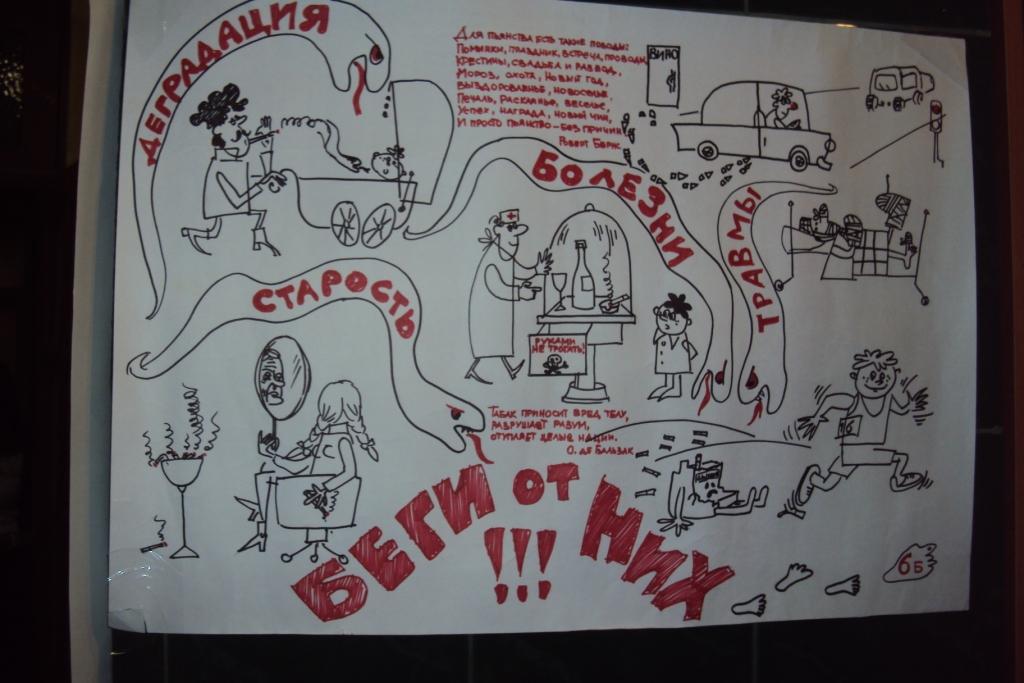 ДЕГРАДАЦИЯ
Для пьянства есть такие поводы:
Поминки, праздник, встреча, проводы,
Крестины, свадьба и развод,
Мороз, охота, Новый год,
Выздоровленье, новоселье,
Печаль, раскаянье, веселье,
Успех, награда, новый чин,
И просто пьянство – без причин
Роберт Бернс
ВИНО
БОЛЕЗНИ
ТРАВМЫ
СТАРОСТЬ
РУКАМИ
НЕ ТРОГАТЬ!
Табак приносит вред телу,
разрушает разум,
отупляет целые нации.
О. де Бальзак
БЕГИ ОТ НИХ
!!!
6Б